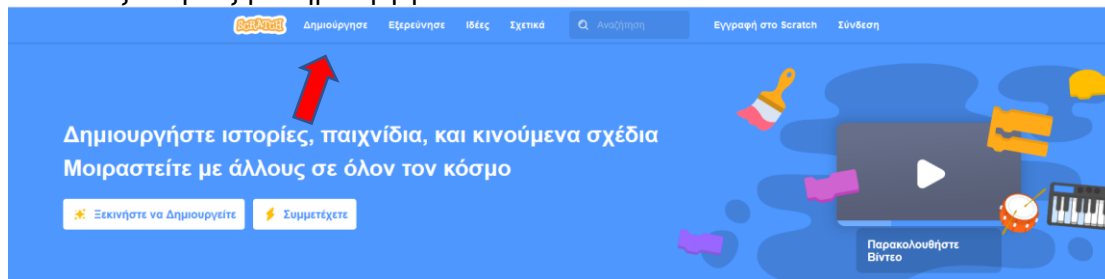 SCRATCH Δημιούργησε Εξερεύνησε Ιδέες Σχετικά Αναζήτηση Εγγραφή στο Scratch Σύνδεση
Δημιουργήστε ιστορίες, παιχνίδια, και κινούμενα σχέδια
Μοιραστείτε με άλλους σε όλον τον κόσμο
Ξεκινήστε να Δημιουργείτε Συμμετέχετε
Παρακολουθήστε
Βίντεο